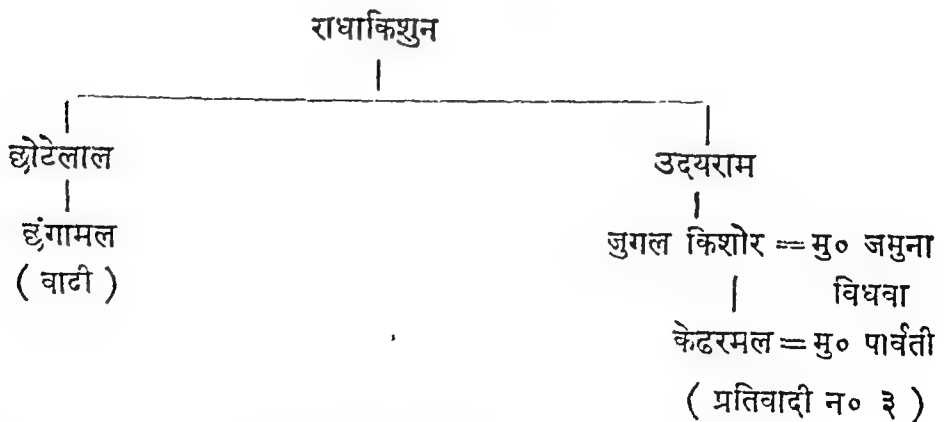 राधाकिशुन
छोटेलाल उदयराम
छंगामल जुगल किशोर == मु० जमुना
( वादी ) विधवा
केढरमल = मु० पार्वती
( प्रतिवादी न० ३ )